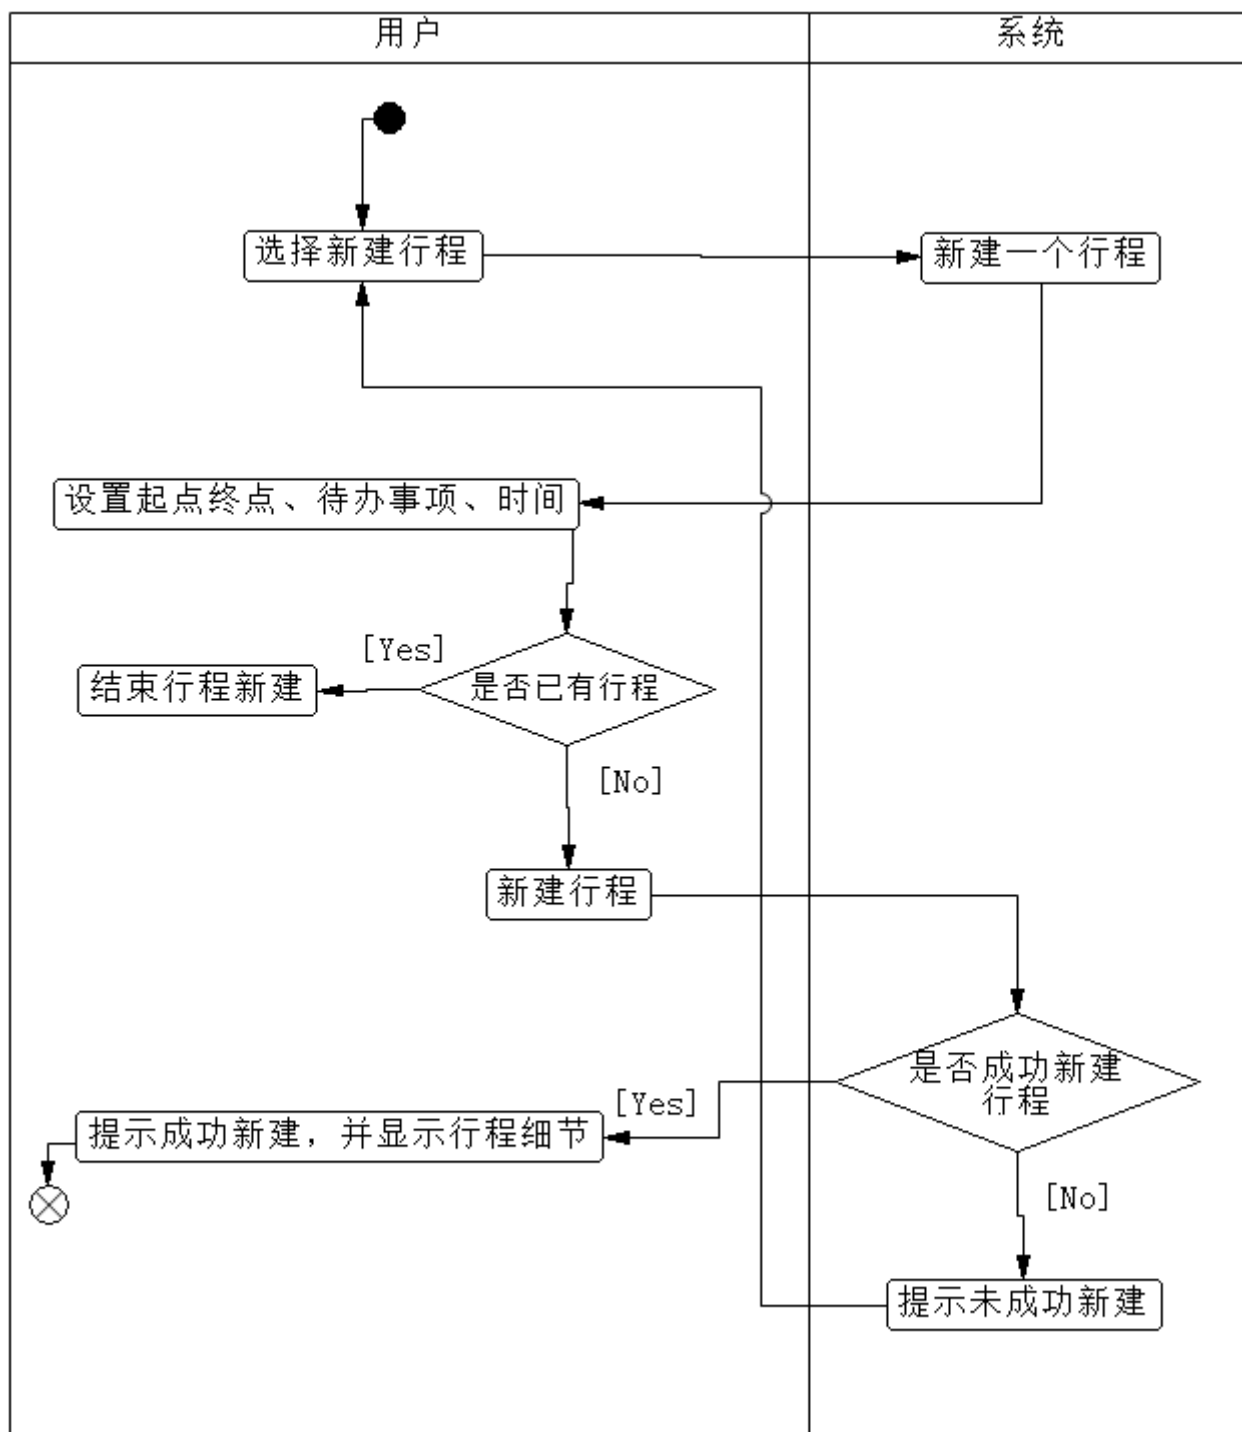 用户
系统
选择新建行程
新建一个行程
设置起点终点、待办事项、时间
[Yes]
结束行程新建
是否已有行程
[No]
新建行程
是否成功新建
行程
[Yes]
提示成功新建，并显示行程细节
[No]
提示未成功新建